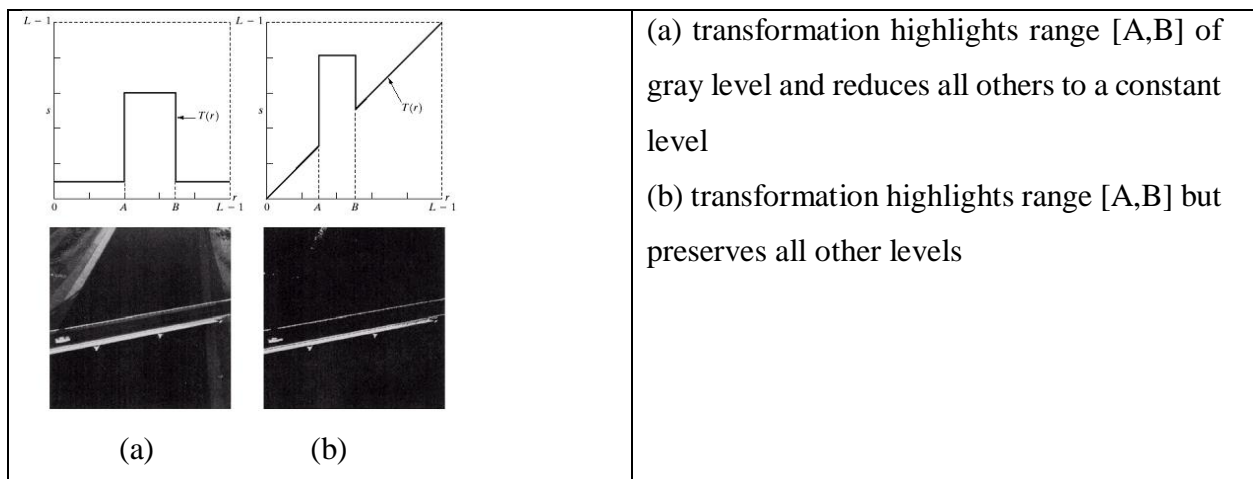 L – 1
s
T(r)
0
A
B
r
L – 1
L – 1
s
T(r)
0
A
B
r
L – 1
(a)
(b)
(a) transformation highlights range [A,B] of
gray level and reduces all others to a constant
level
(b) transformation highlights range [A,B] but
preserves all other levels